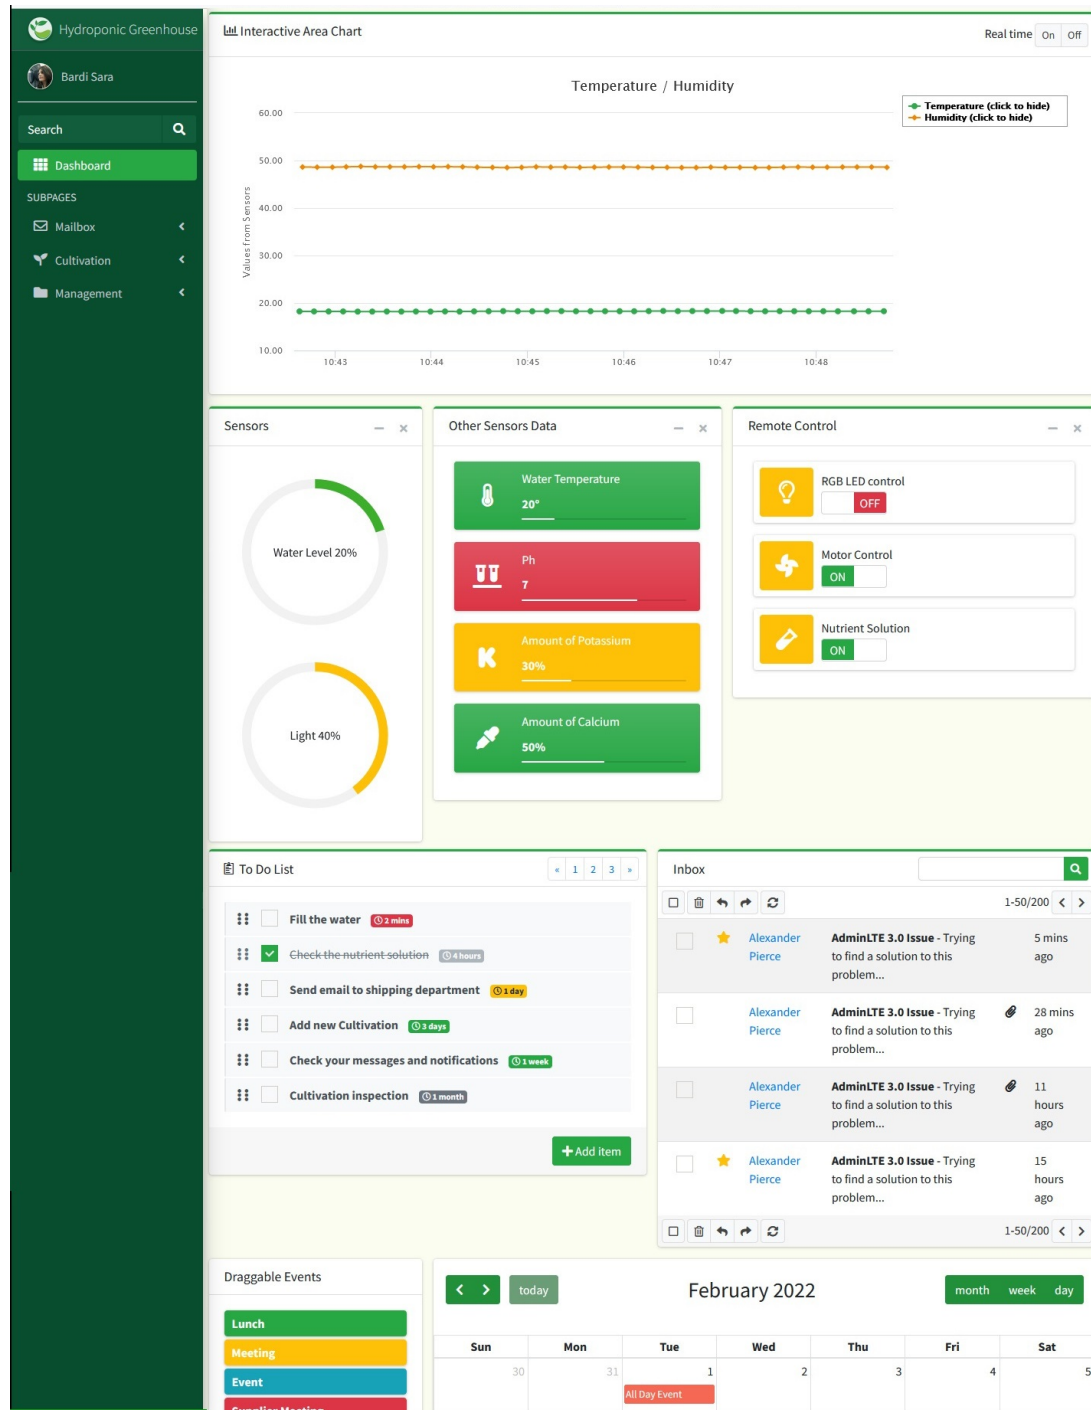 Hydroponic Greenhouse
Bardi Sara
Search
Dashboard
SUBPAGES
Mailbox
Cultivation
Management
Interactive Area Chart
Real time On Off
Temperature / Humidity
Temperature (click to hide)
Humidity (click to hide)
Values from Sensors
60.00
50.00
40.00
30.00
20.00
10.00
10:43 10:44 10:45 10:46 10:47 10:48
Sensors
Water Level 20%
Light 40%
Other Sensors Data
Water Temperature
20°
Ph
7
Amount of Potassium
30%
Amount of Calcium
50%
Remote Control
RGB LED control
OFF
Motor Control
ON
Nutrient Solution
ON
To Do List
« 1 2 3 »
Fill the water 2 mins
Check the nutrient solution 4 hours
Send email to shipping department 1 day
Add new Cultivation 3 days
Check your messages and notifications 1 week
Cultivation inspection 1 month
+ Add item
Inbox
1-50/200
Alexander Pierce
AdminLTE 3.0 Issue - Trying
to find a solution to this
problem...
5 mins
ago
Alexander Pierce
AdminLTE 3.0 Issue - Trying
to find a solution to this
problem...
28 mins
ago
Alexander Pierce
AdminLTE 3.0 Issue - Trying
to find a solution to this
problem...
11
hours
ago
Alexander Pierce
AdminLTE 3.0 Issue - Trying
to find a solution to this
problem...
15
hours
ago
1-50/200
Draggable Events
Lunch
Meeting
Event
Supplier Meeting
today
February 2022
month week day
Sun Mon Tue Wed Thu Fri Sat
30 31 1 2 3 4 5
All Day Event